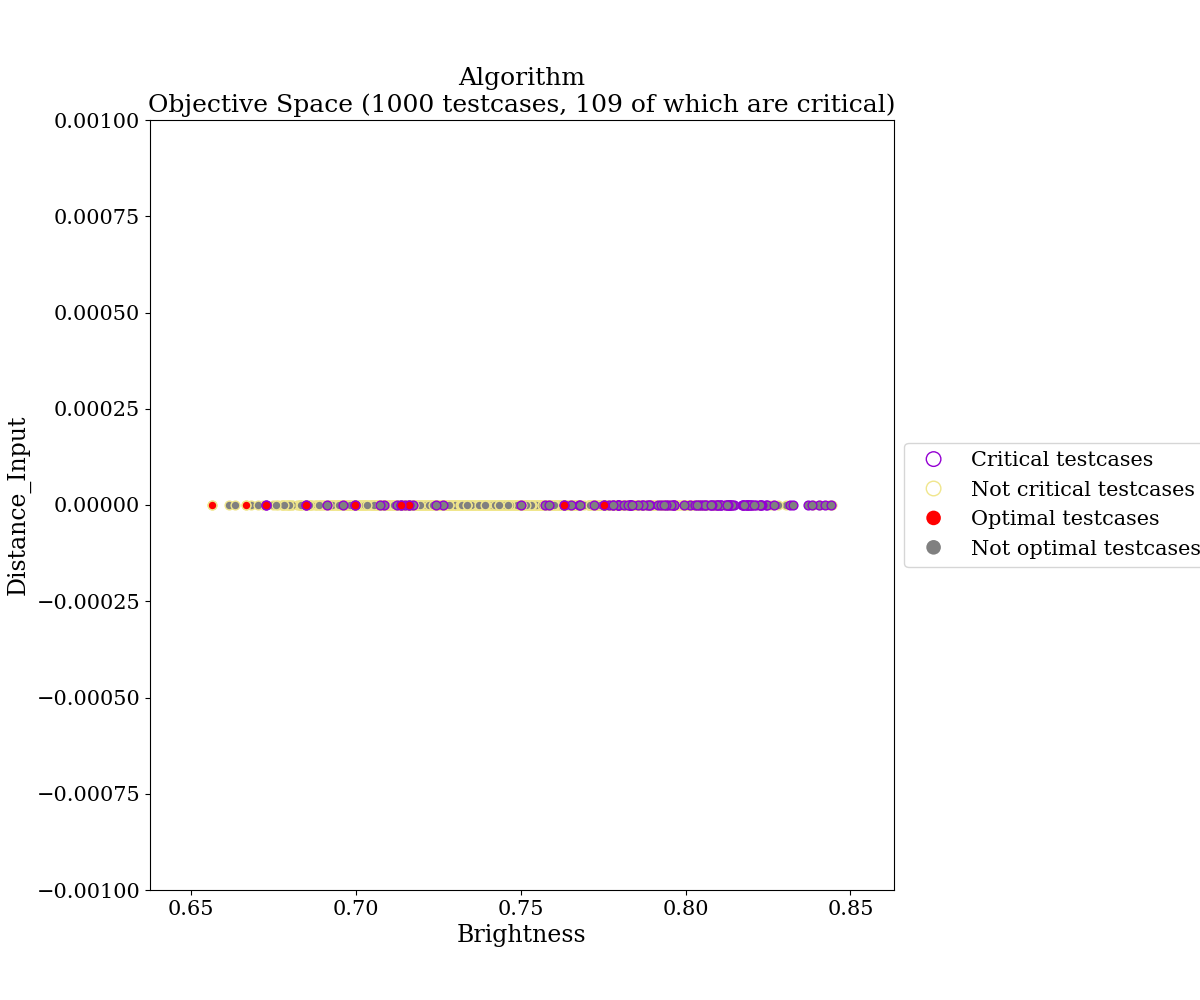 Algorithm
Objective Space (1000 testcases, 109 of which are critical)
0.00100
0.00075
0.00050
0.00025
0.00000
−0.00025
−0.00050
−0.00075
−0.00100
Distance_Input
0.65 0.70 0.75 0.80 0.85
Brightness
Critical testcases
Not critical testcases
Optimal testcases
Not optimal testcases